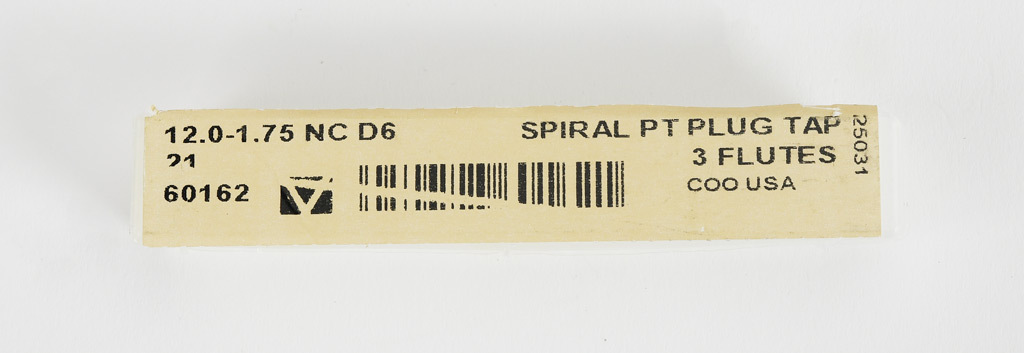 12.0-1.75 NC D6
21
60162
SPIRAL PT PLUG TAP
3 FLUTES
COO USA
25031